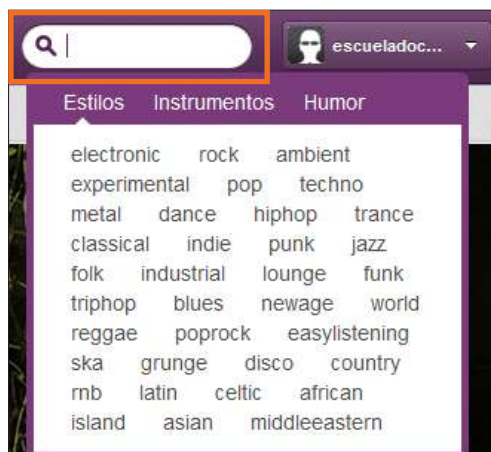 escueladoc...
Estilos Instrumentos Humor
electronic rock ambient
experimental pop techno
metal dance hiphop trance
classical indie punk jazz
folk industrial lounge funk
triphop blues newage world
reggae poprock easylistening
ska grunge disco country
rnb latin celtic african
island asian middleeastern